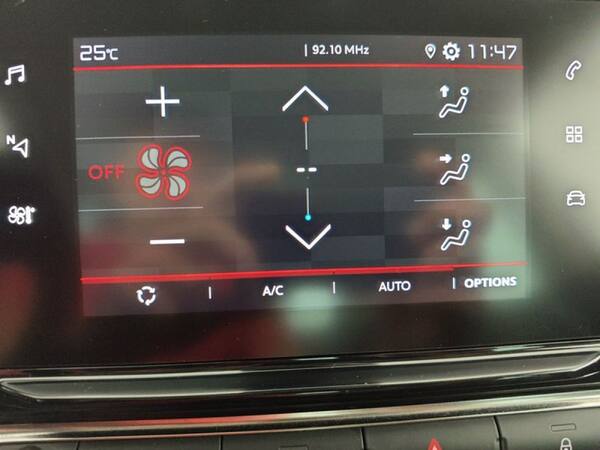 25°C | 92.10 MHz 11:47
N
OFF
--
| A/C | AUTO | OPTIONS